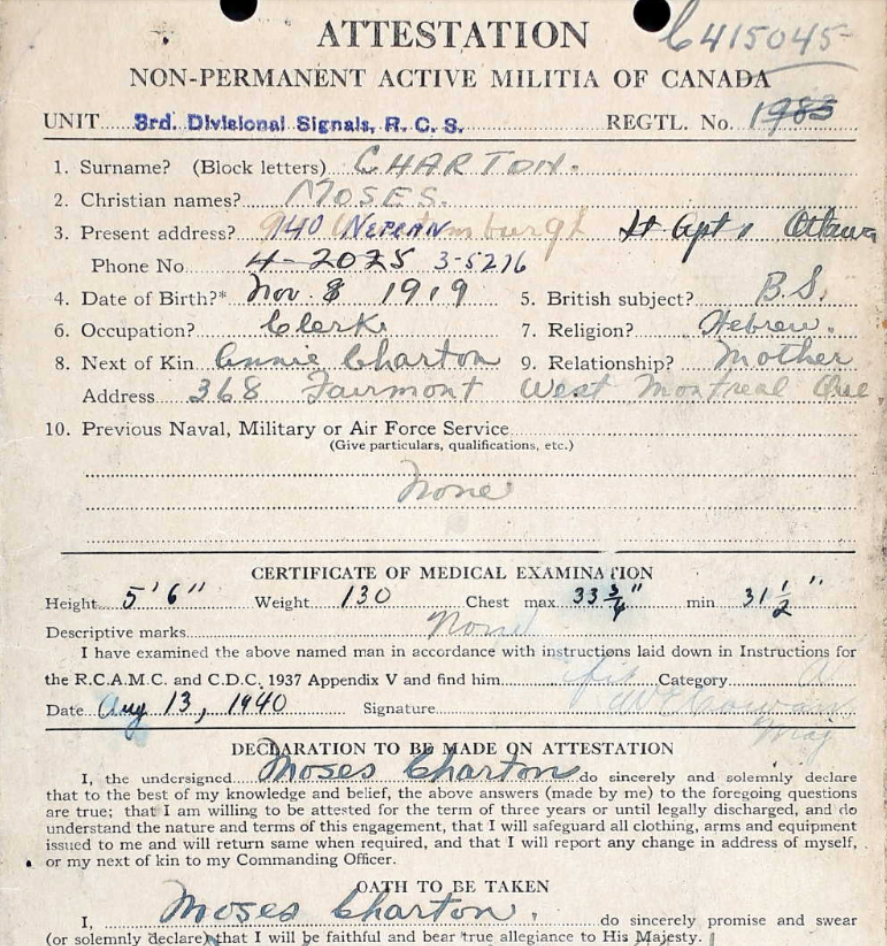 ATTESTATION
C415045
NON-PERMANENT ACTIVE MILITIA OF CANADA
UNIT 3rd. Divisional Signals, R. C. S. REGTL. No. 1983
1. Surname? (Block letters) CHARTON.
2. Christian names? MOSES.
3. Present address? 940 NEPEAN St Apt 1 Ottawa
Phone No. 4-2025 3-5276
4. Date of Birth?* Nov. 8 1919 5. British subject? B.S.
6. Occupation? Clerk 7. Religion? Hebrew.
8. Next of Kin Annie Charton 9. Relationship? Mother
Address 368 Fairmont West Montreal Que
10. Previous Naval, Military or Air Force Service
(Give particulars, qualifications, etc.)
None
CERTIFICATE OF MEDICAL EXAMINATION
Height 5'6" Weight 130 Chest max 33 3/4" min 31 1/2"
Descriptive marks None
I have examined the above named man in accordance with instructions laid down in Instructions for
the R.C.A.M.C. and C.D.C. 1937 Appendix V and find him fit Category A
Date Aug 13, 1940 Signature
Maj
DECLARATION TO BE MADE ON ATTESTATION
I, the undersigned Moses Charton do sincerely and solemnly declare
that to the best of my knowledge and belief, the above answers (made by me) to the foregoing questions
are true; that I am willing to be attested for the term of three years or until legally discharged, and do
understand the nature and terms of this engagement, that I will safeguard all clothing, arms and equipment
issued to me and will return same when required, and that I will report any change in address of myself,
or my next of kin to my Commanding Officer.
OATH TO BE TAKEN
I, Moses Charton. do sincerely promise and swear
(or solemnly declare) that I will be faithful and bear true allegiance to His Majesty.